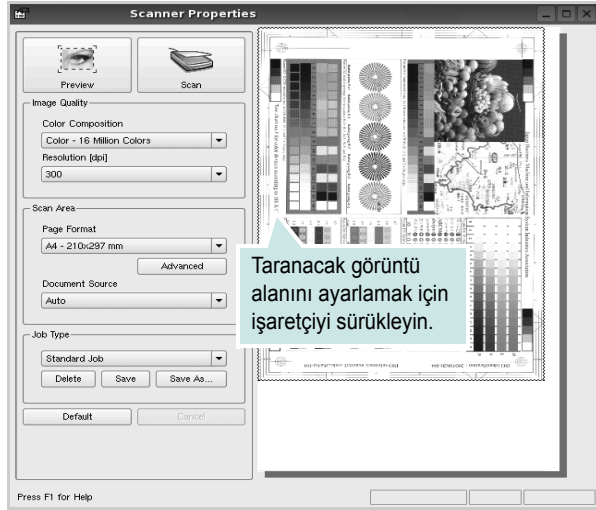 Scanner Properties
Preview
Scan
Image Quality
Color Composition
Color - 16 Million Colors
Resolution [dpi]
300
Scan Area
Page Format
A4 - 210x297 mm
Advanced
Document Source
Auto
Job Type
Standard Job
Delete Save Save As...
Default Cancel
Press F1 for Help
Taranacak görüntü
alanını ayarlamak için
işaretçiyi sürükleyin.